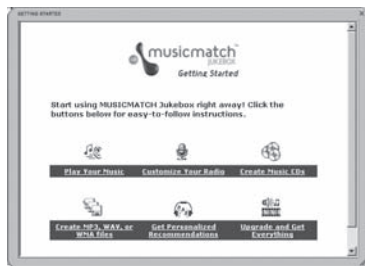 GETTING STARTED
musicmatch
JUKEBOX
Getting Started
Start using MUSICMATCH Jukebox right away! Click the
buttons below for easy-to-follow instructions.
Play Your Music Customize Your Radio Create Music CDs
Create MP3, WAV, or WMA files Get Personalized Recommendations Upgrade and Get Everything